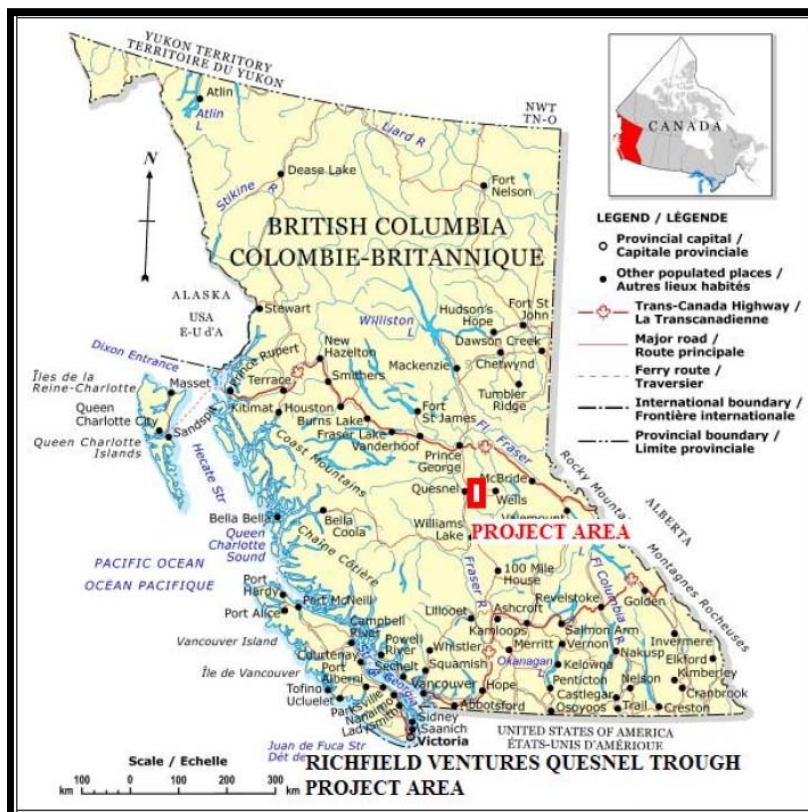 YUKON TERRITORY
TERRITOIRE DU YUKON
Atlin
Atlin
L
NWT
TN-O
Liard R
N
Dease Lake
Fort
Nelson
Stikine R
BRITISH COLUMBIA
COLOMBIE-BRITANNIQUE
ALASKA
USA
E-U d'A
Stewart
Williston
L
Hudson's
Hope
Fort St
John
Dawson Creek
Chetwynd
Tumbler
Ridge
Mackenzie
Dixon Entrance
Prince Rupert
New
Hazelton
Terrace
Smithers
Îles de la
Reine-Charlotte
Masset
Queen
Charlotte
City
Sandspit
Queen Charlotte
Islands
Kitimat
Houston
Burns Lake
Fort
St James
Fraser Lake
Vanderhoof
Prince
George
Fl Fraser
McBride
Rocky Mountains
ALBERTA
Hecate Str
Coast Mountains
Quesnel
Wells
Valemount
PROJECT AREA
Bella Bella
Bella
Coola
Williams
Lake
Queen
Charlotte
Sound
Chaîne Côtière
PACIFIC OCEAN
OCÉAN PACIFIQUE
100 Mile
House
Fraser R
L
Fl Columbia R
Montagnes Rocheuses
Port
Hardy
Port McNeill
Port Alice
Campbell
River
Lillooet
Ashcroft
Revelstoke
Golden
Kamloops
Salmon Arm
Vancouver Island
Courtenay
Powell
River
Whistler
Merritt
Vernon
Nakusp
Invermere
Elkford
Île de Vancouver
Port
Alberni
Sechelt
Squamish
Okanagan
L
Kelowna
Kimberley
Str of Georgia
Tofino
Ucluelet
Vancouver
Hope
Penticton
Nelson
Cranbrook
Parksville
Nanaimo
Ladysmith
Abbotsford
Castlegar
Osoyoos
Trail
Creston
Sidney
Saanich
Victoria
UNITED STATES OF AMERICA
ÉTATS-UNIS D'AMÉRIQUE
Juan de Fuca Str
Dét de
RICHFIELD VENTURES QUESNEL TROUGH
PROJECT AREA
Scale / Echelle
100 0 100 200 300
km km
CANADA
LEGEND / LÉGENDE
Provincial capital /
Capitale provinciale
Other populated places /
Autres lieux habités
Trans-Canada Highway /
La Transcanadienne
Major road /
Route principale
Ferry route /
Traversier
International boundary /
Frontière internationale
Provincial boundary /
Limite provinciale